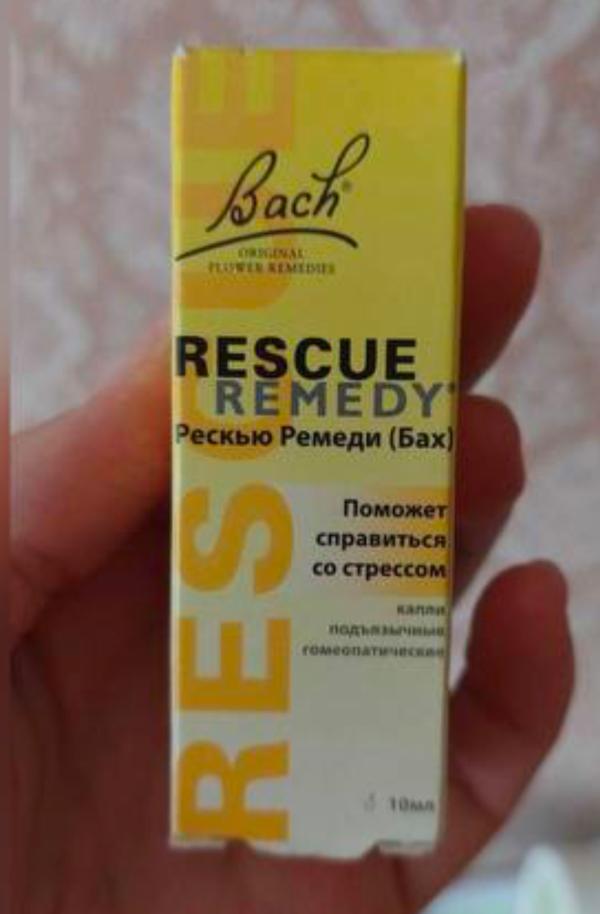 Bach®
ORIGINAL
FLOWER REMEDIES
RESCUE
REMEDY®
Рескью Ремеди (Бах)
Поможет
справиться
со стрессом
капли
подъязычные
гомеопатические
10мл
RESCUE